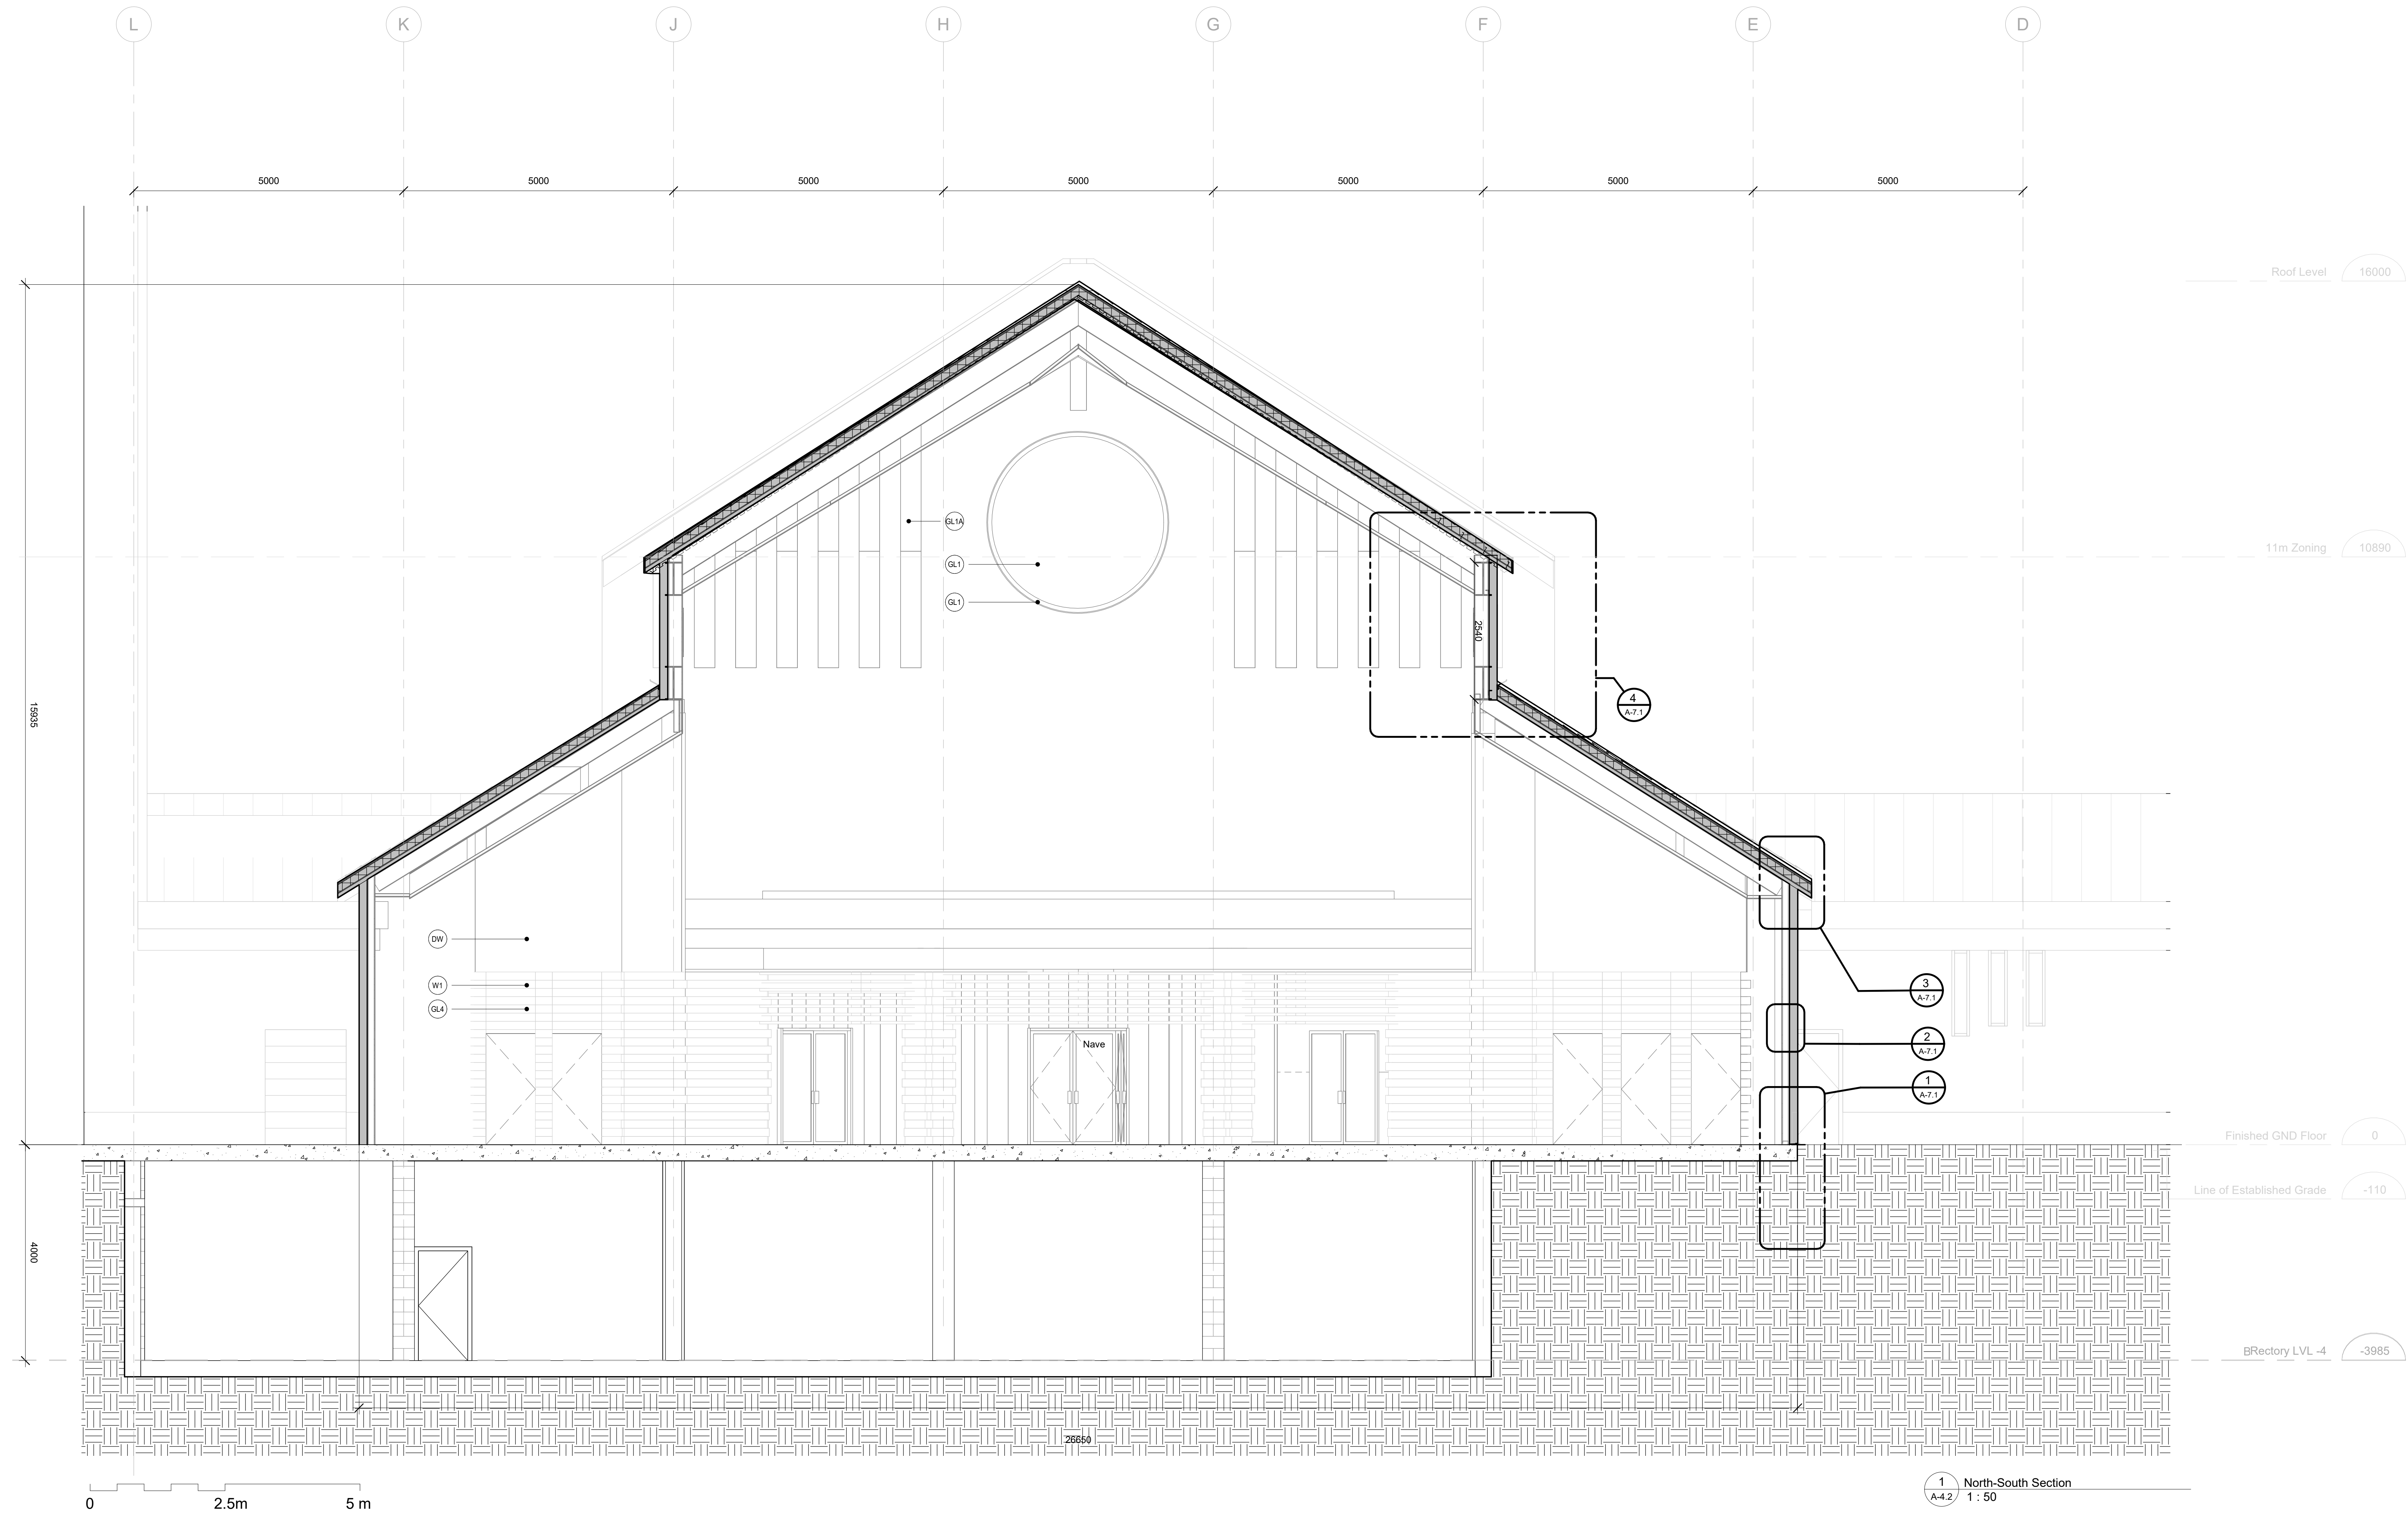 L K J H G F E D
5000 5000 5000 5000 5000 5000 5000
Roof Level 16000
GL1A
11m Zoning 10890
GL1
GL1
2540
4
A-7.1
15935
DW
W1
GL4
3
A-7.1
Nave
2
A-7.1
1
A-7.1
Finished GND Floor 0
Line of Established Grade -110
4000
BRectory LVL -4 -3985
26650
0 2.5m 5 m
1
A-4.2
North-South Section
1 : 50